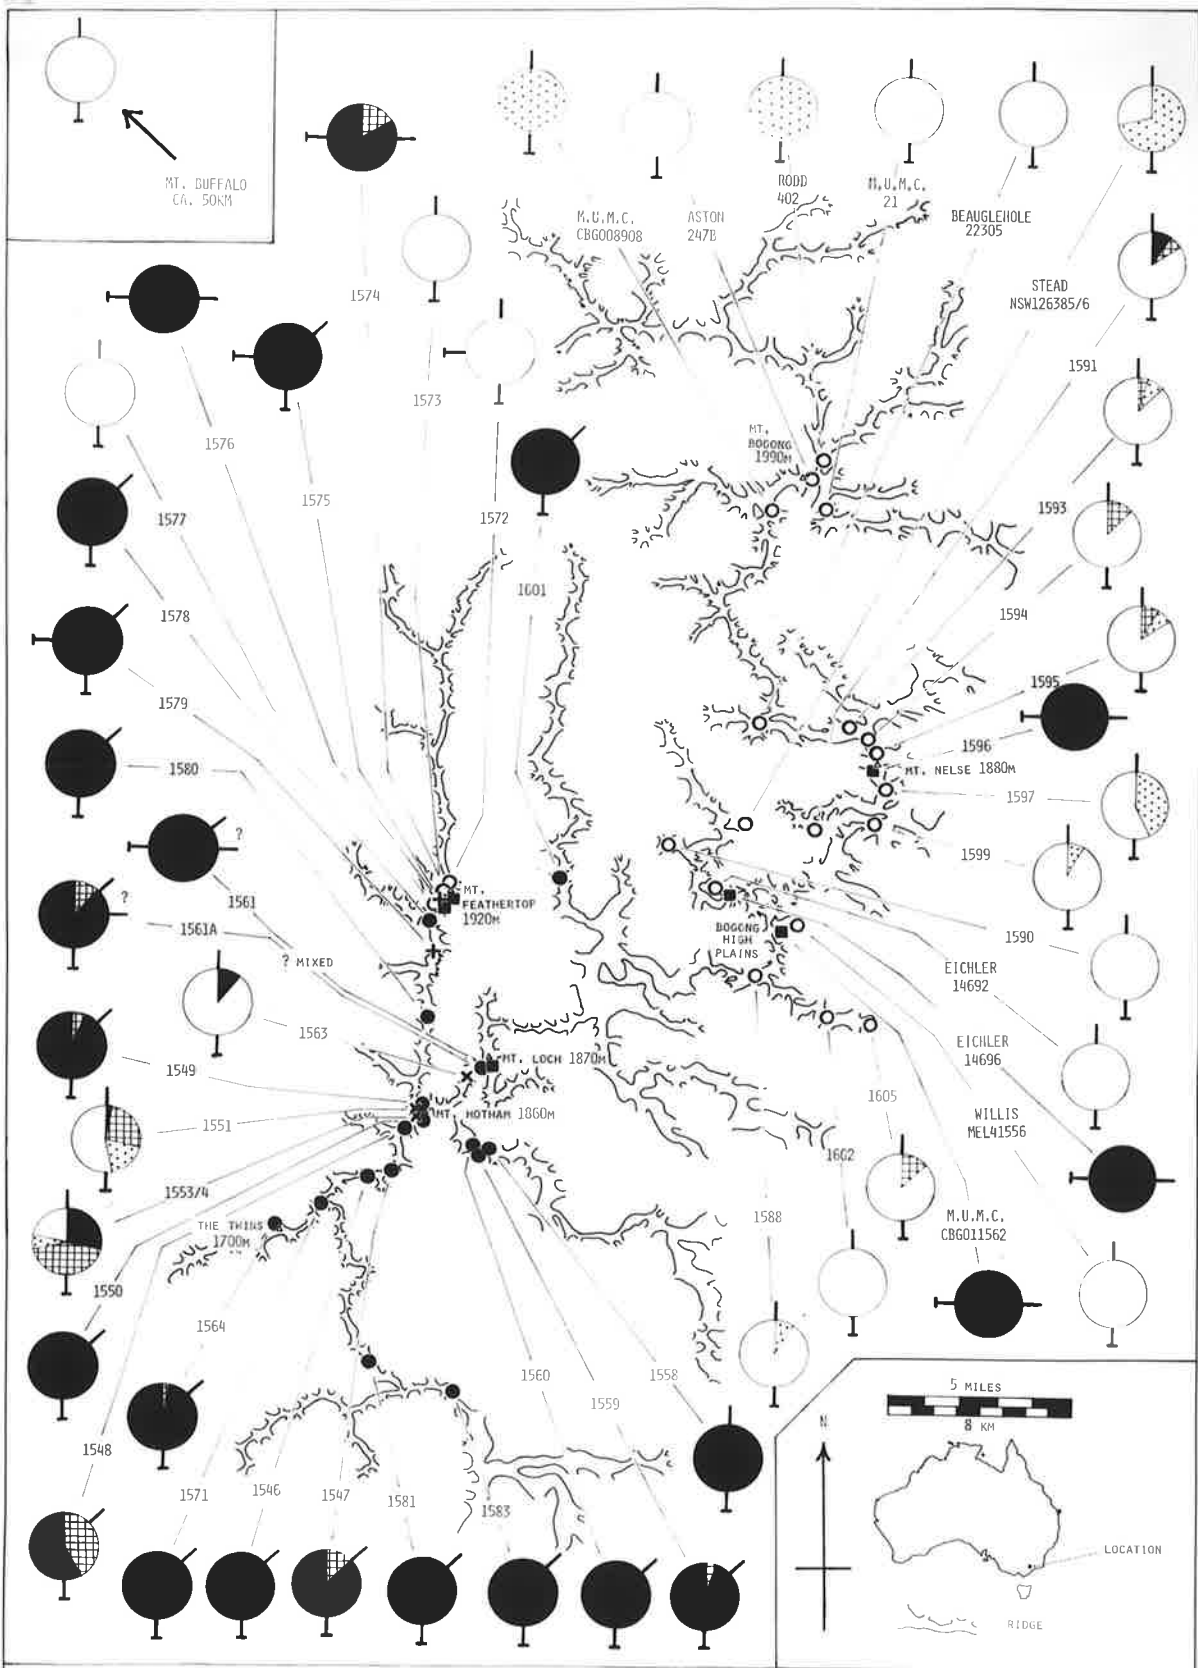 MT. BUFFALO
CA. 50KM
M.U.M.C.
CBG008908
ASTON
247B
RODD
402
M.U.M.C.
21
BEAUGLEHOLE
22305
STEAD
NSW126385/6
1574
1573
1576
1575
1572
1577
1601
1578
1579
1580
1591
1593
1594
1595
1596
1597
1599
MT.
BOGONG
1990M
MT. NELSE 1880M
MT.
FEATHERTOP
1920M
BOGONG
HIGH
PLAINS
1590
EICHLER
14692
EICHLER
14696
WILLIS
MEL41556
?
1561
?
1561A
? MIXED
1563
1549
1551
1553/4
1550
1548
MT. LOCH 1870M
MT. HOTHAM 1860M
THE TWINS
1700M
1605
1602
1588
M.U.M.C.
CBG011562
1564
1571
1546
1547
1581
1583
1560
1559
1558
5 MILES
8 KM
N
LOCATION
RIDGE